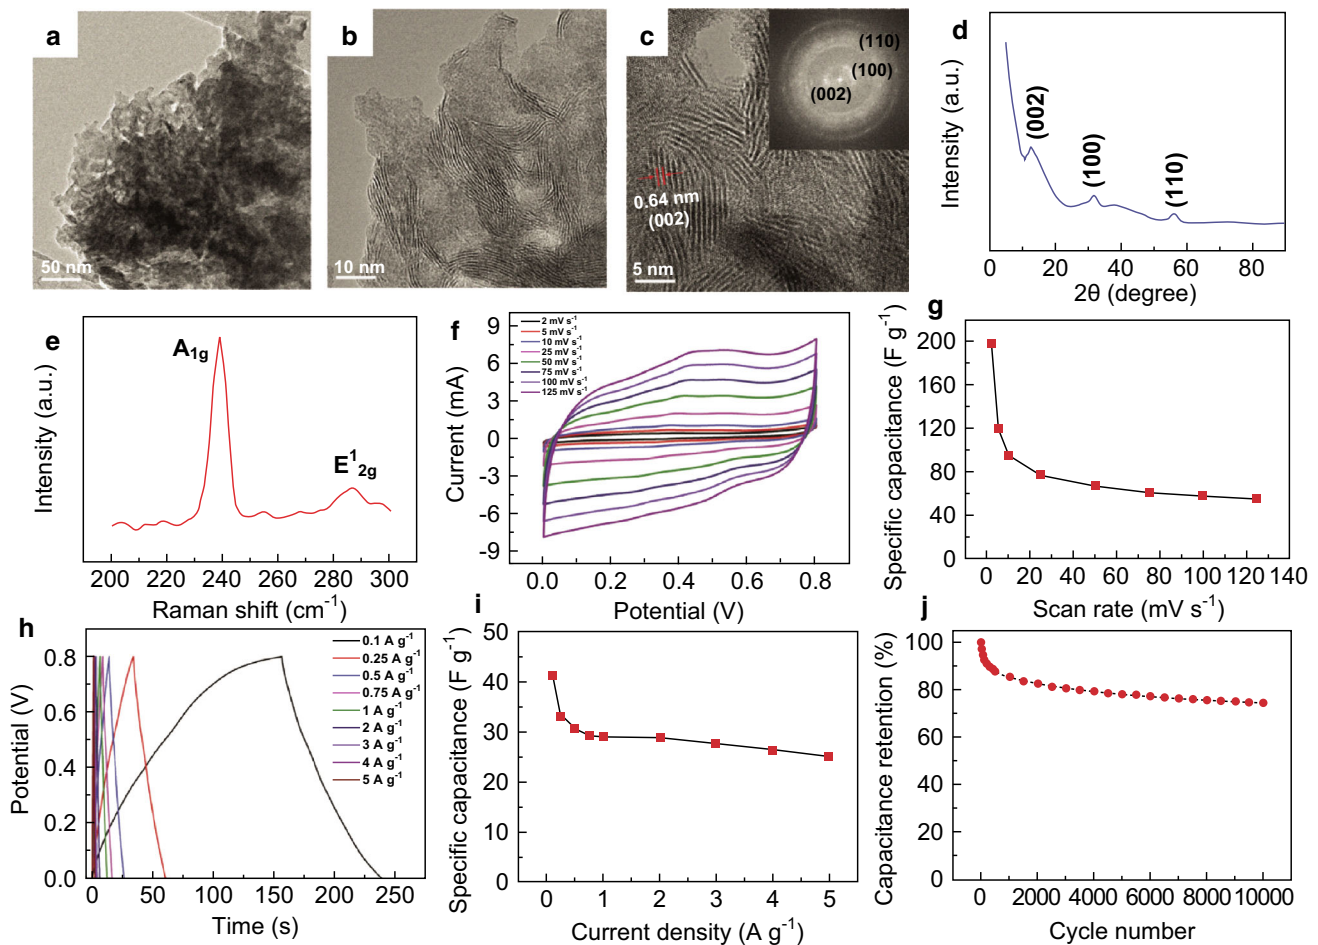 a
50 nm
b
10 nm
c
(110)
(100)
(002)
0.64 nm
(002)
5 nm
d
Intensity (a.u.)
(002)
(100)
(110)
0 20 40 60 80
2θ (degree)
e
Intensity (a.u.)
A1g
E¹2g
200 220 240 260 280 300
Raman shift (cm⁻¹)
f
Current (mA)
9
6
3
0
-3
-6
-9
2 mV s⁻¹
5 mV s⁻¹
10 mV s⁻¹
25 mV s⁻¹
50 mV s⁻¹
75 mV s⁻¹
100 mV s⁻¹
125 mV s⁻¹
0.0 0.2 0.4 0.6 0.8
Potential (V)
g
Specific capacitance (F g⁻¹)
200
160
120
80
40
0
0 20 40 60 80 100 120 140
Scan rate (mV s⁻¹)
h
Potential (V)
0.8
0.6
0.4
0.2
0.0
0.1 A g⁻¹
0.25 A g⁻¹
0.5 A g⁻¹
0.75 A g⁻¹
1 A g⁻¹
2 A g⁻¹
3 A g⁻¹
4 A g⁻¹
5 A g⁻¹
0 50 100 150 200 250
Time (s)
i
Specific capacitance (F g⁻¹)
50
40
30
20
10
0
0 1 2 3 4 5
Current density (A g⁻¹)
j
Capacitance retention (%)
100
80
60
40
20
0
0 2000 4000 6000 8000 10000
Cycle number